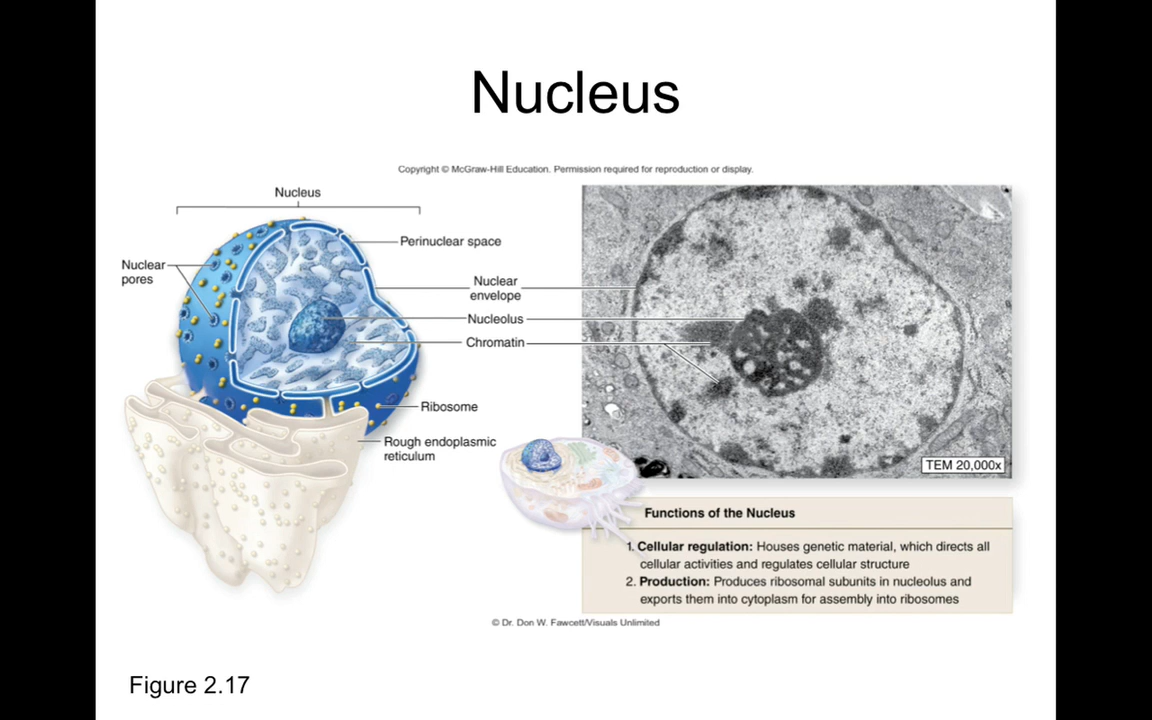 Nucleus
Copyright © McGraw-Hill Education. Permission required for reproduction or display.
Nucleus
Perinuclear space
Nuclear
pores
Nuclear
envelope
Nucleolus
Chromatin
Ribosome
Rough endoplasmic
reticulum
TEM 20,000x
Functions of the Nucleus
1. Cellular regulation: Houses genetic material, which directs all
cellular activities and regulates cellular structure
2. Production: Produces ribosomal subunits in nucleolus and
exports them into cytoplasm for assembly into ribosomes
© Dr. Don W. Fawcett/Visuals Unlimited
Figure 2.17